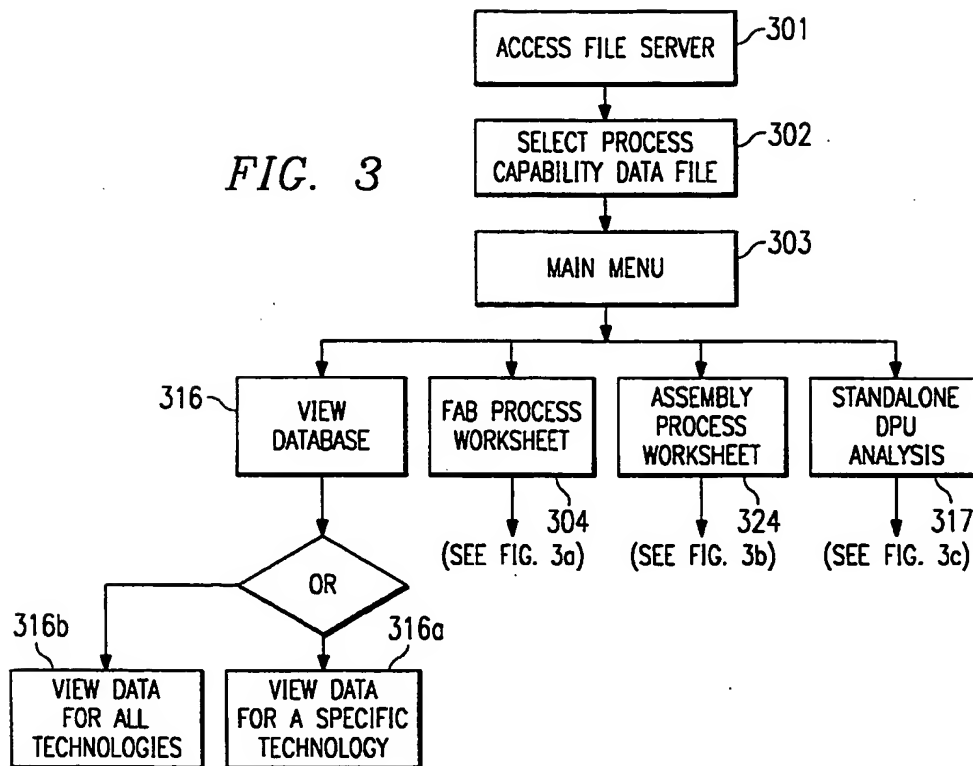 ACCESS FILE SERVER
301
SELECT PROCESS
CAPABILITY DATA FILE
302
FIG. 3
MAIN MENU
303
316
VIEW
DATABASE
FAB PROCESS
WORKSHEET
304
(SEE FIG. 3a)
ASSEMBLY
PROCESS
WORKSHEET
324
(SEE FIG. 3b)
STANDALONE
DPU
ANALYSIS
317
(SEE FIG. 3c)
OR
316b
VIEW DATA
FOR ALL
TECHNOLOGIES
316a
VIEW DATA
FOR A SPECIFIC
TECHNOLOGY